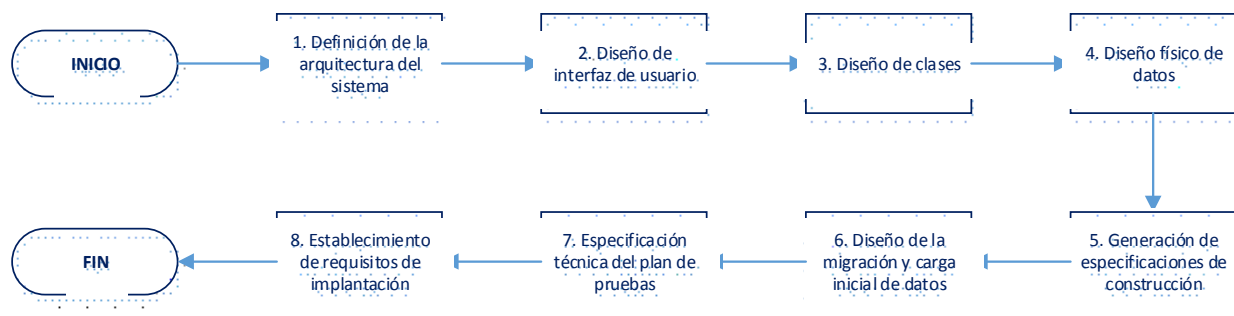 INICIO
1. Definición de la
arquitectura del
sistema
2. Diseño de
interfaz de usuario
3. Diseño de clases
4. Diseño físico de
datos
5. Generación de
especificaciones de
construcción
6. Diseño de la
migración y carga
inicial de datos
7. Especificación
técnica del plan de
pruebas
8. Establecimiento
de requisitos de
implantación
FIN